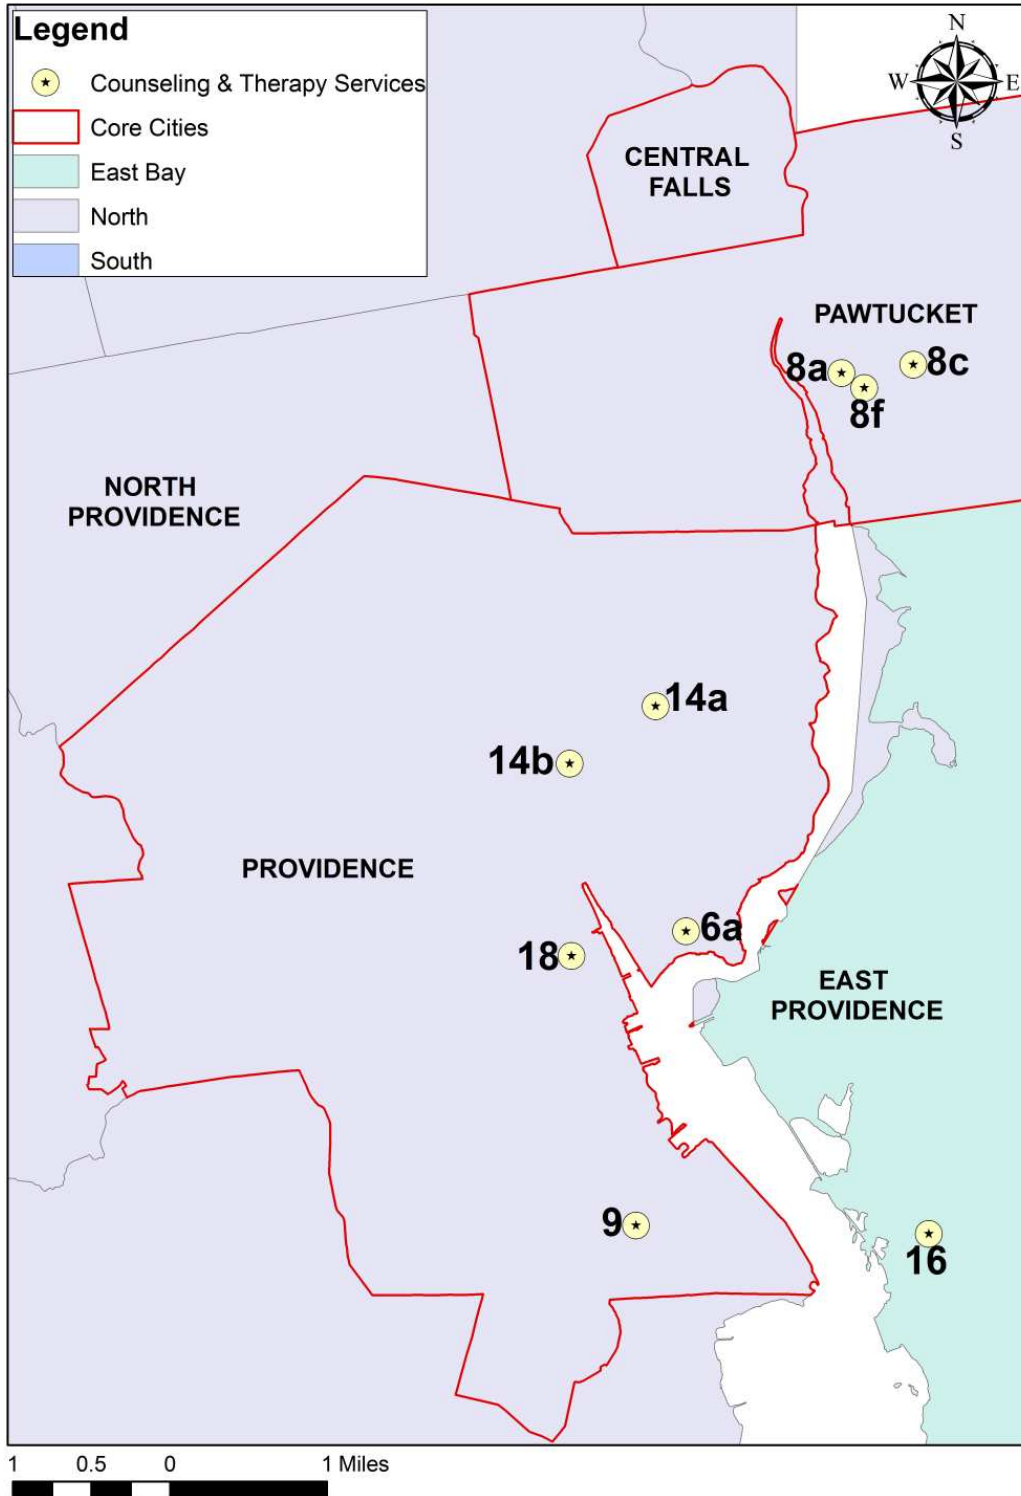 Legend
Counseling & Therapy Services
Core Cities
East Bay
North
South
N
W
E
S
CENTRAL
FALLS
PAWTUCKET
8a
8c
8f
NORTH
PROVIDENCE
14a
14b
PROVIDENCE
6a
18
EAST
PROVIDENCE
9
16
1 0.5 0 1 Miles